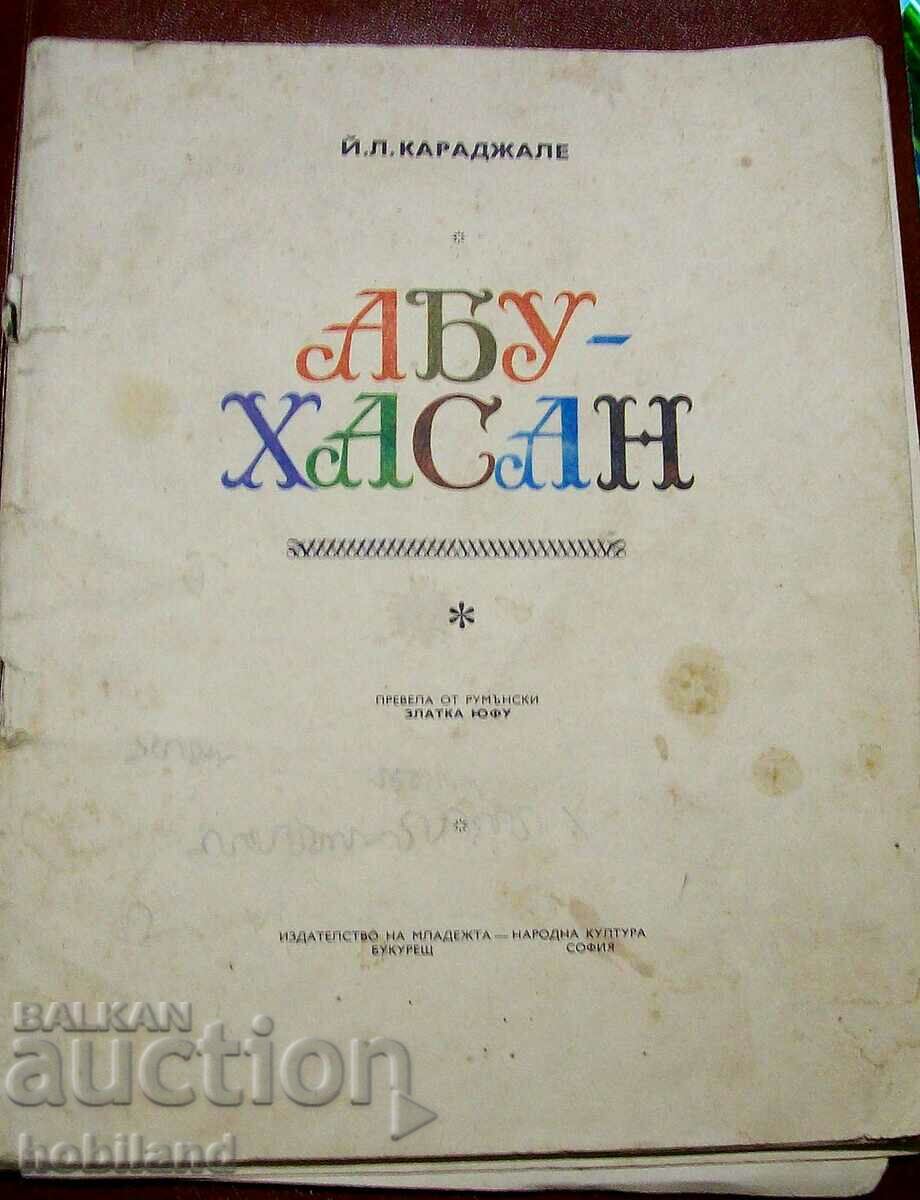 Й.Л.КАРАДЖАЛЕ
АБУ-
ХАСАН
ПРЕВЕЛА ОТ РУМЪНСКИ
ЗЛАТКА ЮФУ
ИЗДАТЕЛСТВО НА МЛАДЕЖТА — НАРОДНА КУЛТУРА
БУКУРЕЩ СОФИЯ
BALKAN
auction
hobiland